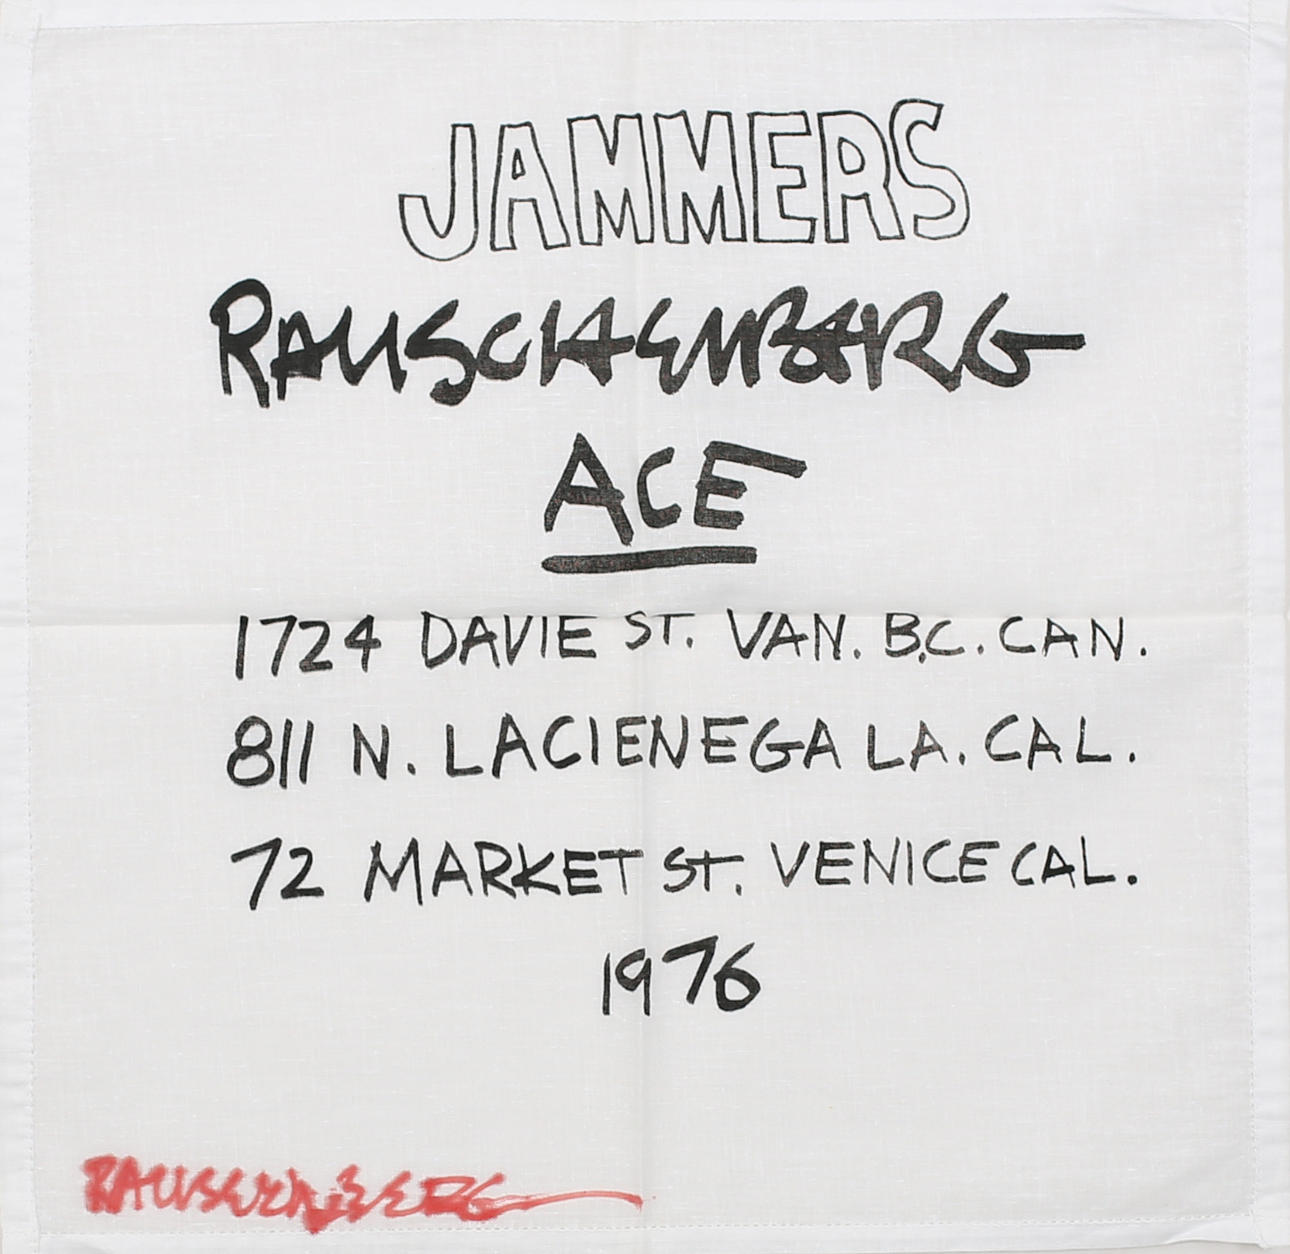 JAMMERS
RAUSCHENBERG
ACE
1724 DAVIE ST. VAN. B.C. CAN.
811 N. LACIENEGA LA. CAL.
72 MARKET ST. VENICE CAL.
1976
RAUSCHENBERG